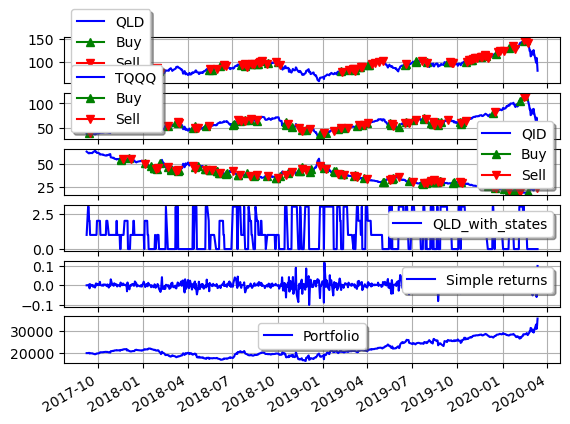 QLD
Buy
Sell
150
100
TQQQ
Buy
Sell
100
50
QID
Buy
Sell
50
25
QLD_with_states
2.5
0.0
Simple returns
0.1
0.0
−0.1
Portfolio
30000
20000
2017-10
2018-01
2018-04
2018-07
2018-10
2019-01
2019-04
2019-07
2019-10
2020-01
2020-04